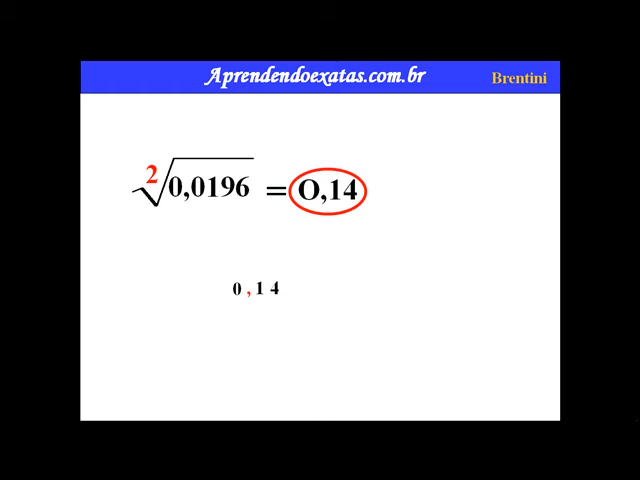 Aprendendoexatas.com.br Brentini
2√0,0196 = O,14
0 , 1 4